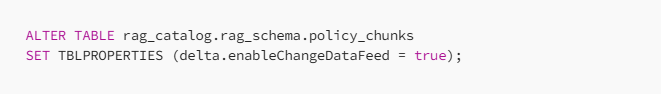 ALTER TABLE rag_catalog.rag_schema.policy_chunks
SET TBLPROPERTIES (delta.enableChangeDataFeed = true);